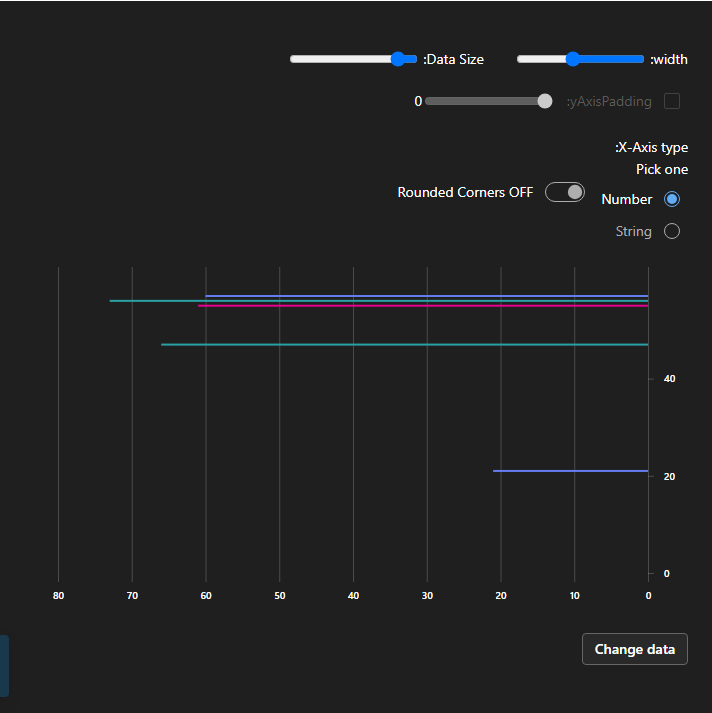 :width
:Data Size
:yAxisPadding
0
:X-Axis type
Pick one
Number
Rounded Corners OFF
String
40
20
0
80 70 60 50 40 30 20 10 0
Change data